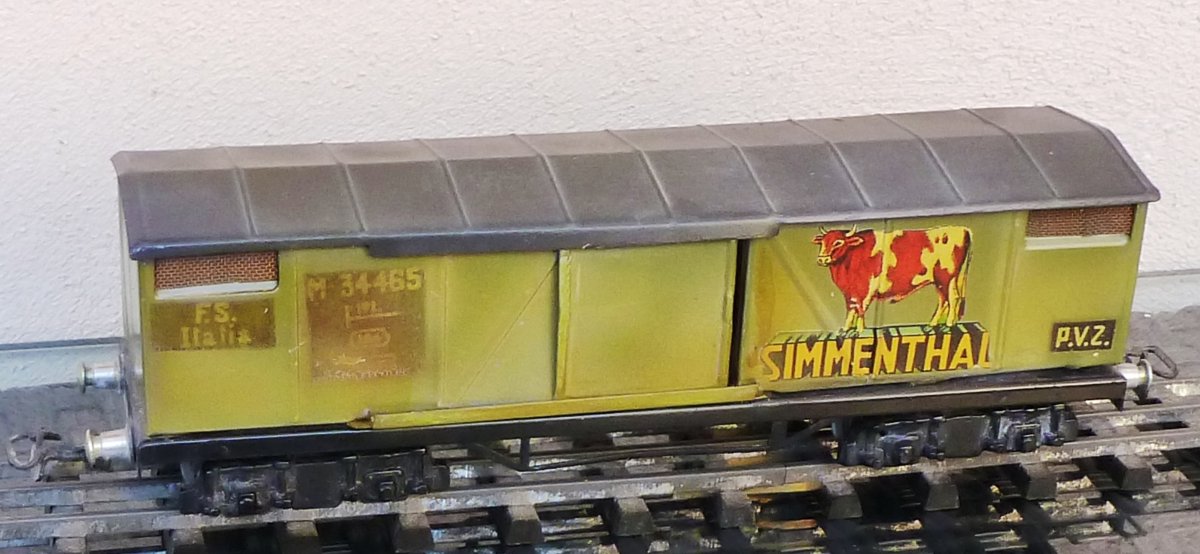 F.S.
Italia
M 34465
SIMMENTHAL
P.V.Z.